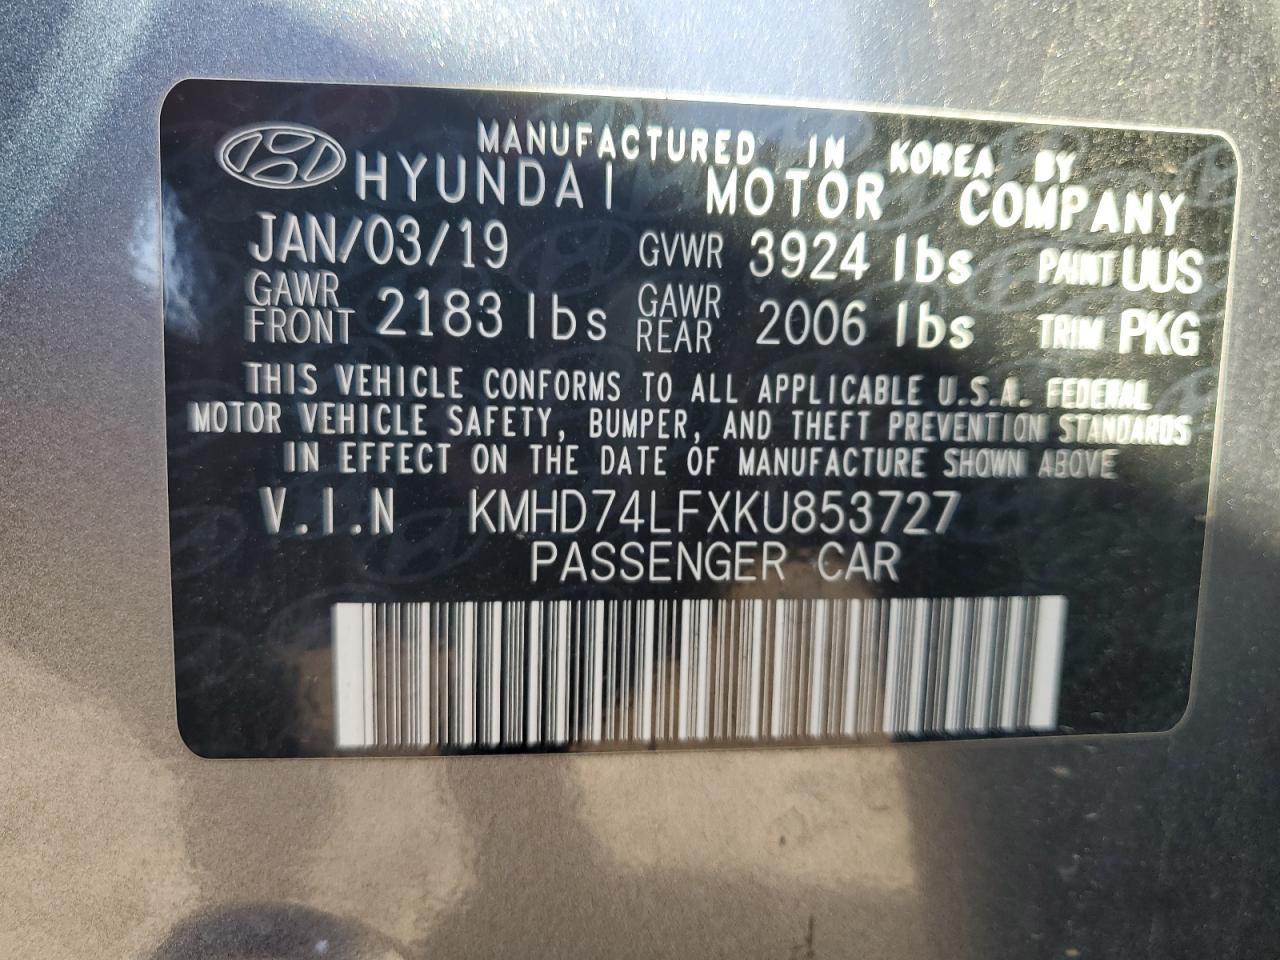 MANUFACTURED IN KOREA BY
HYUNDAI MOTOR COMPANY
JAN/03/19 GVWR 3924 lbs PAINT UUS
GAWR FRONT 2183 lbs GAWR REAR 2006 lbs TRIM PKG
THIS VEHICLE CONFORMS TO ALL APPLICABLE U.S.A. FEDERAL
MOTOR VEHICLE SAFETY, BUMPER, AND THEFT PREVENTION STANDARDS
IN EFFECT ON THE DATE OF MANUFACTURE SHOWN ABOVE
V.I.N KMHD74LFXKU853727
PASSENGER CAR